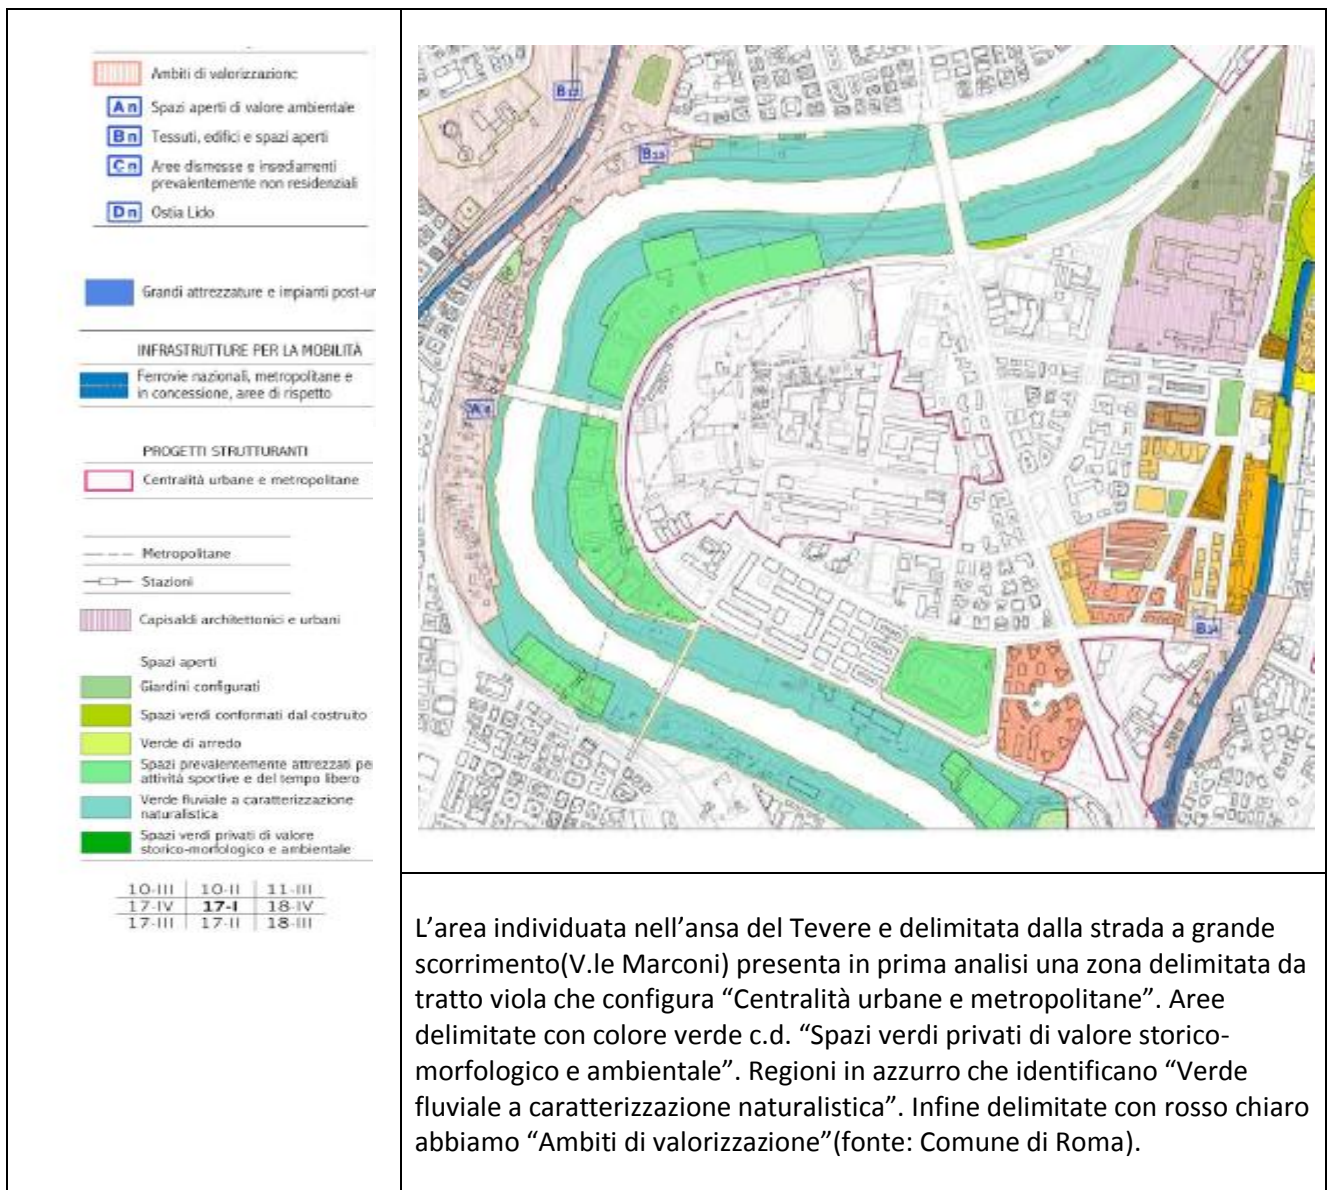 Ambiti di valorizzazione
A n Spazi aperti di valore ambientale
B n Tessuti, edifici e spazi aperti
C n Aree dismesse e insediamenti
prevalentemente non residenziali
D n Ostia Lido
Grandi attrezzature e impianti post-ur
INFRASTRUTTURE PER LA MOBILITÀ
Ferrovie nazionali, metropolitane e
in concessione, aree di rispetto
PROGETTI STRUTTURANTI
Centralità urbane e metropolitane
Metropolitane
Stazioni
Capisaldi architettonici e urbani
Spazi aperti
Giardini configurati
Spazi verdi conformati dal costruito
Verde di arredo
Spazi prevalentemente attrezzati pe
attività sportive e del tempo libero
Verde fluviale a caratterizzazione
naturalistica
Spazi verdi privati di valore
storico-morfologico e ambientale
10-III 10-II 11-III
17-IV 17-I 18-IV
17-III 17-II 18-III
L’area individuata nell’ansa del Tevere e delimitata dalla strada a grande
scorrimento(V.le Marconi) presenta in prima analisi una zona delimitata da
tratto viola che configura “Centralità urbane e metropolitane”. Aree
delimitate con colore verde c.d. “Spazi verdi privati di valore storico-
morfologico e ambientale”. Regioni in azzurro che identificano “Verde
fluviale a caratterizzazione naturalistica”. Infine delimitate con rosso chiaro
abbiamo “Ambiti di valorizzazione”(fonte: Comune di Roma).